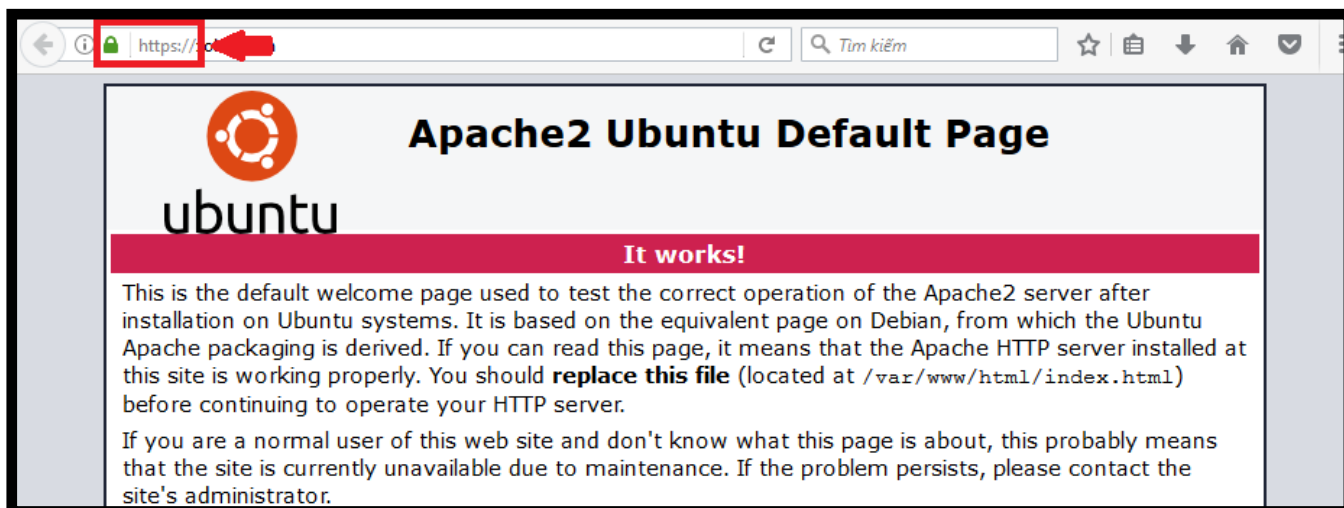 https://
Tìm kiếm
Apache2 Ubuntu Default Page
ubuntu
It works!
This is the default welcome page used to test the correct operation of the Apache2 server after
installation on Ubuntu systems. It is based on the equivalent page on Debian, from which the Ubuntu
Apache packaging is derived. If you can read this page, it means that the Apache HTTP server installed at
this site is working properly. You should replace this file (located at /var/www/html/index.html)
before continuing to operate your HTTP server.
If you are a normal user of this web site and don't know what this page is about, this probably means
that the site is currently unavailable due to maintenance. If the problem persists, please contact the
site's administrator.